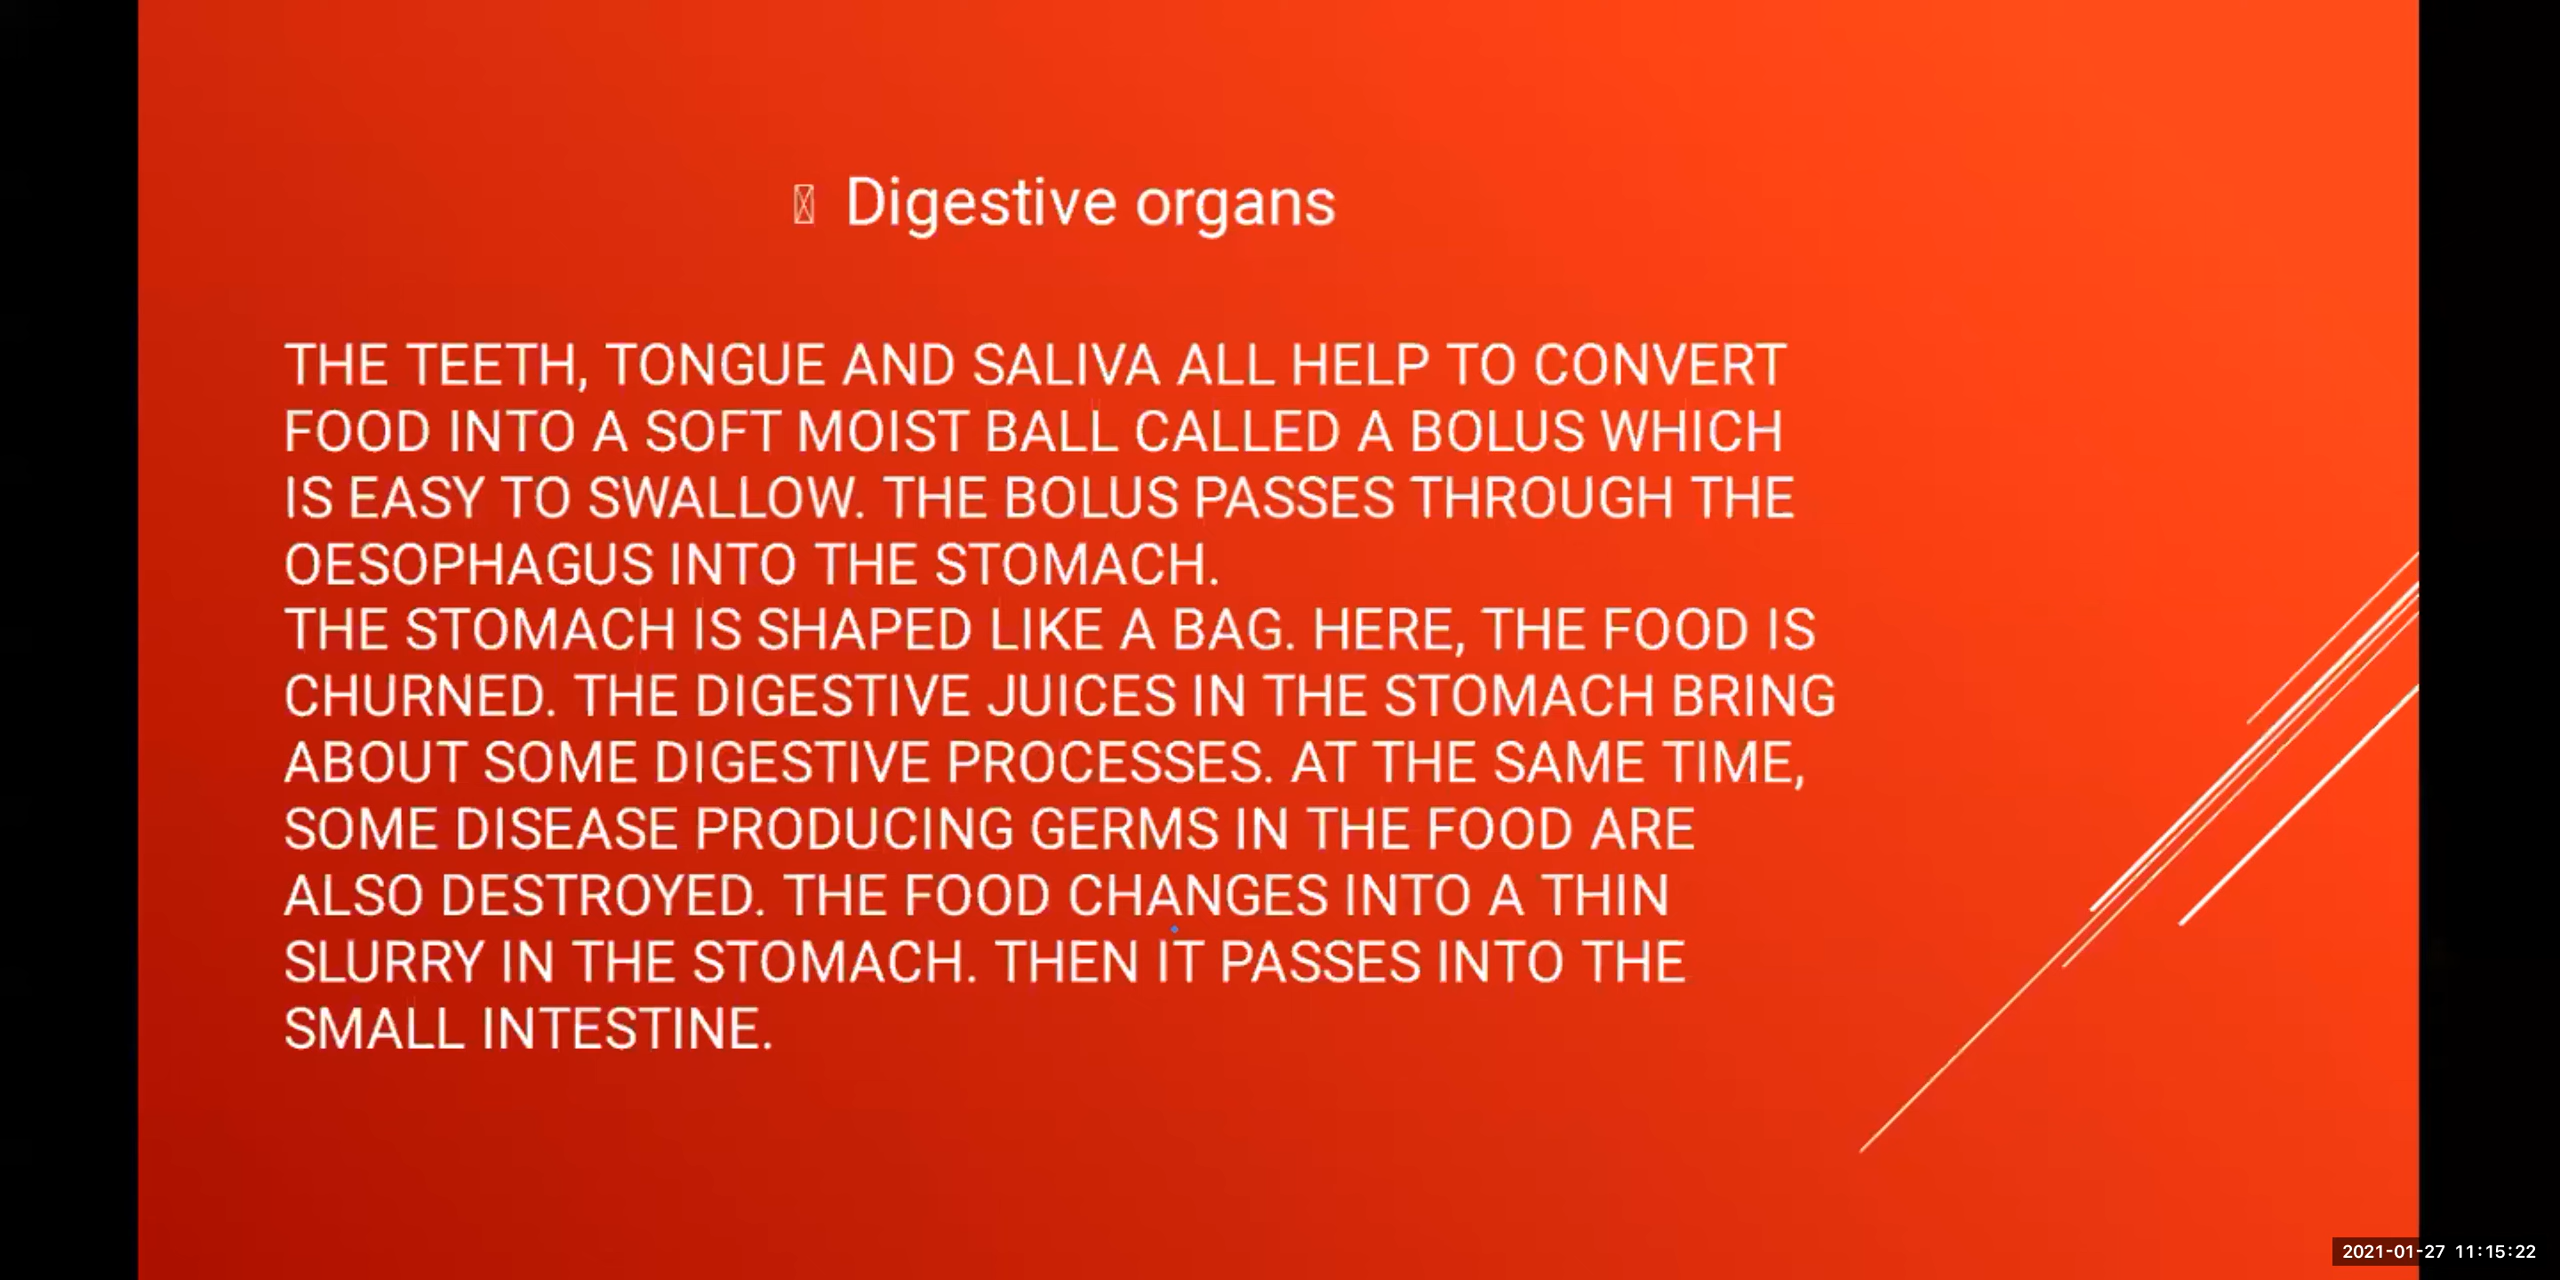 Digestive organs
THE TEETH, TONGUE AND SALIVA ALL HELP TO CONVERT
FOOD INTO A SOFT MOIST BALL CALLED A BOLUS WHICH
IS EASY TO SWALLOW. THE BOLUS PASSES THROUGH THE
OESOPHAGUS INTO THE STOMACH.
THE STOMACH IS SHAPED LIKE A BAG. HERE, THE FOOD IS
CHURNED. THE DIGESTIVE JUICES IN THE STOMACH BRING
ABOUT SOME DIGESTIVE PROCESSES. AT THE SAME TIME,
SOME DISEASE PRODUCING GERMS IN THE FOOD ARE
ALSO DESTROYED. THE FOOD CHANGES INTO A THIN
SLURRY IN THE STOMACH. THEN IT PASSES INTO THE
SMALL INTESTINE.
2021-01-27 11:15:22